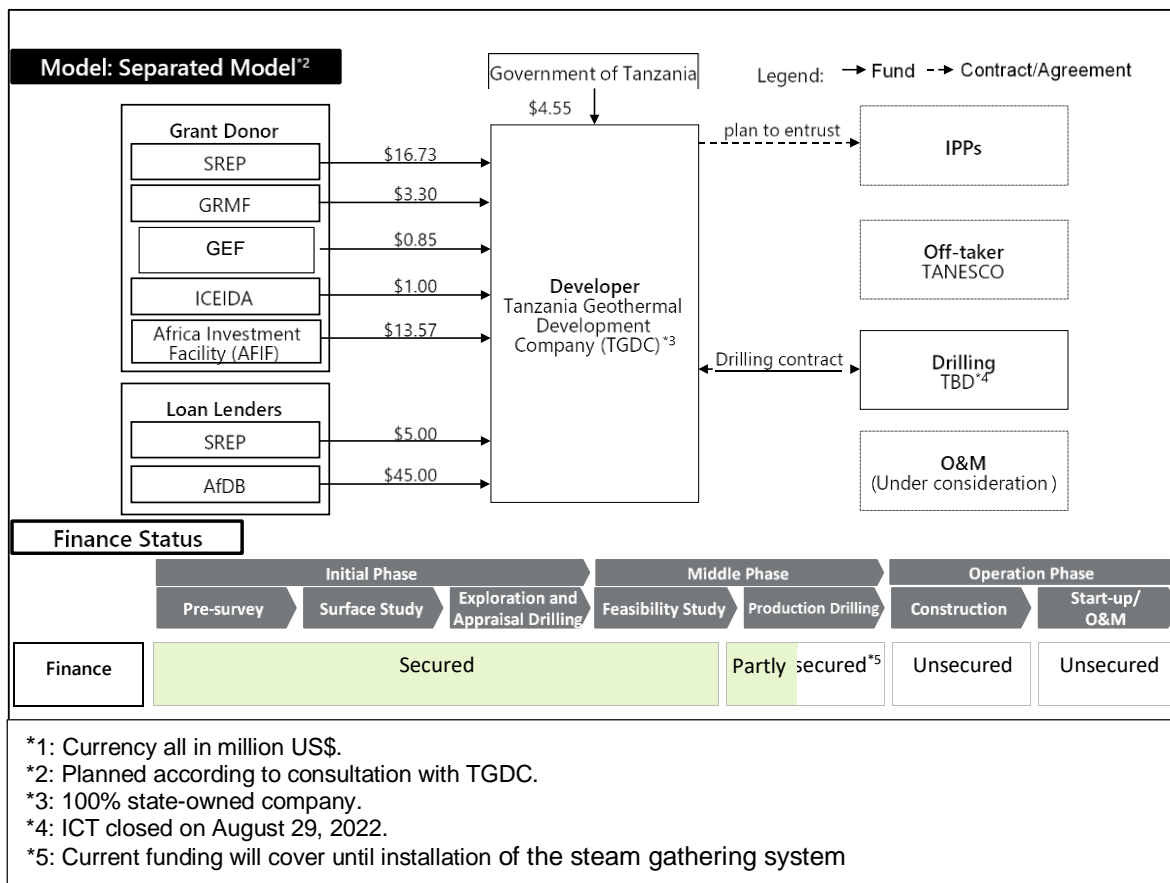 Model: Separated Model*2
Government of Tanzania
Legend: Fund Contract/Agreement
$4.55
Grant Donor
SREP
$16.73
GRMF
$3.30
GEF
$0.85
ICEIDA
$1.00
Africa Investment
Facility (AFIF)
$13.57
Loan Lenders
SREP
$5.00
AfDB
$45.00
Developer
Tanzania Geothermal
Development
Company (TGDC)*3
plan to entrust
IPPs
Off-taker
TANESCO
Drilling contract
Drilling
TBD*4
O&M
(Under consideration )
Finance Status
Initial Phase
Middle Phase
Operation Phase
Pre-survey
Surface Study
Exploration and
Appraisal Drilling
Feasibility Study
Production Drilling
Construction
Start-up/
O&M
Finance
Secured
Partly secured*5
Unsecured
Unsecured
*1: Currency all in million US$.
*2: Planned according to consultation with TGDC.
*3: 100% state-owned company.
*4: ICT closed on August 29, 2022.
*5: Current funding will cover until installation of the steam gathering system